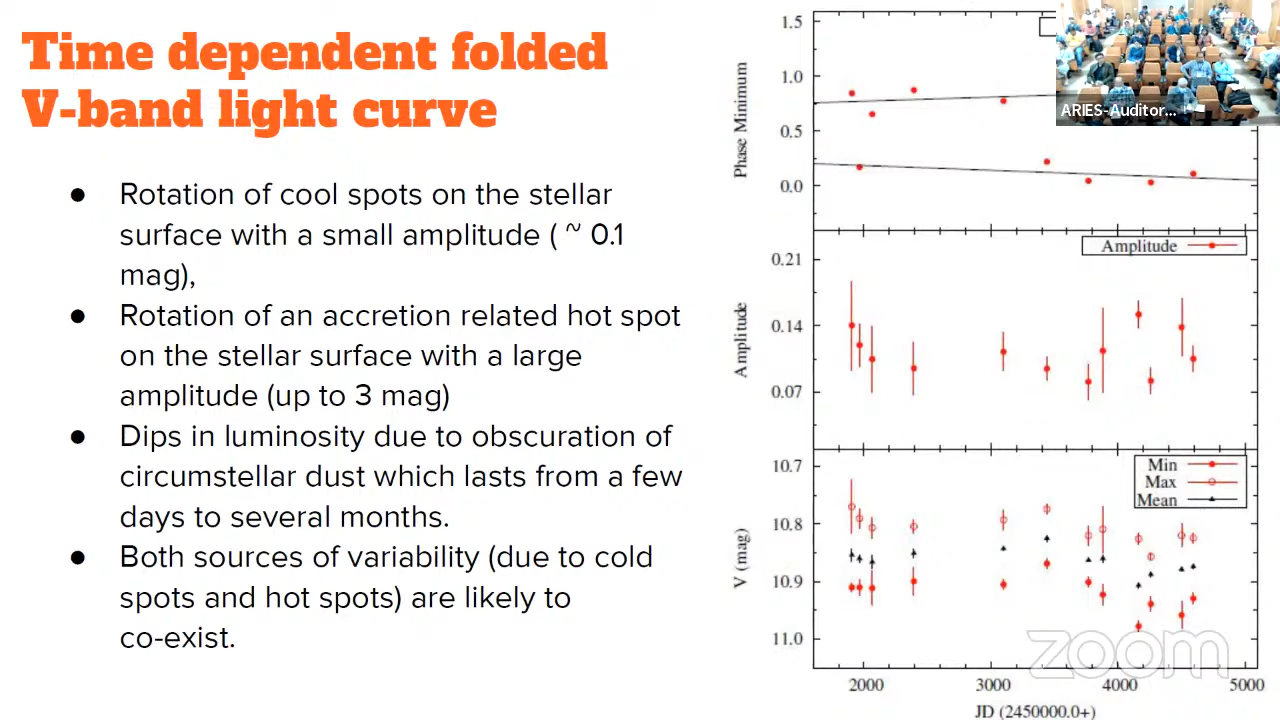 Time dependent folded
V-band light curve
● Rotation of cool spots on the stellar
surface with a small amplitude ( ~ 0.1
mag),
● Rotation of an accretion related hot spot
on the stellar surface with a large
amplitude (up to 3 mag)
● Dips in luminosity due to obscuration of
circumstellar dust which lasts from a few
days to several months.
● Both sources of variability (due to cold
spots and hot spots) are likely to
co-exist.
1.5
1.0
0.5
0.0
Phase Minimum
ARIES-Auditor...
Amplitude
0.21
0.14
0.07
Amplitude
Min
Max
Mean
10.7
10.8
10.9
11.0
V (mag)
zoom
2000 3000 4000 5000
JD (2450000.0+)